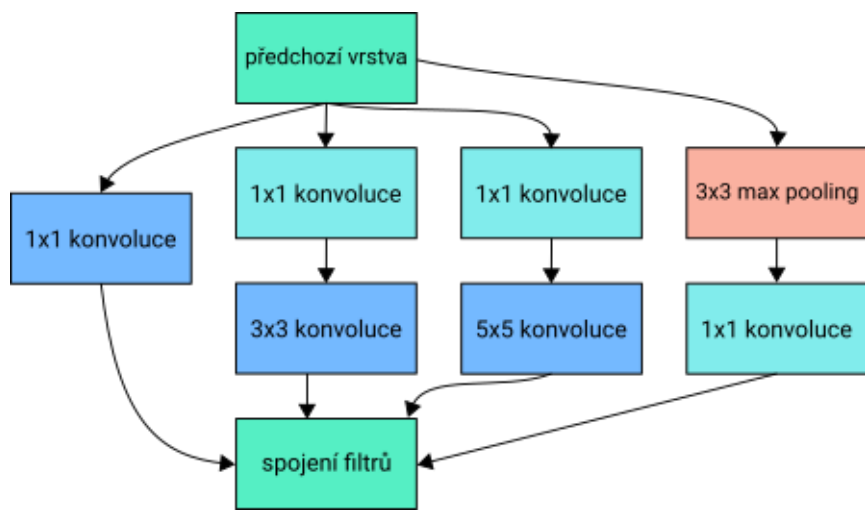 předchozí vrstva
1x1 konvoluce
1x1 konvoluce
3x3 max pooling
1x1 konvoluce
3x3 konvoluce
5x5 konvoluce
1x1 konvoluce
spojení filtrů